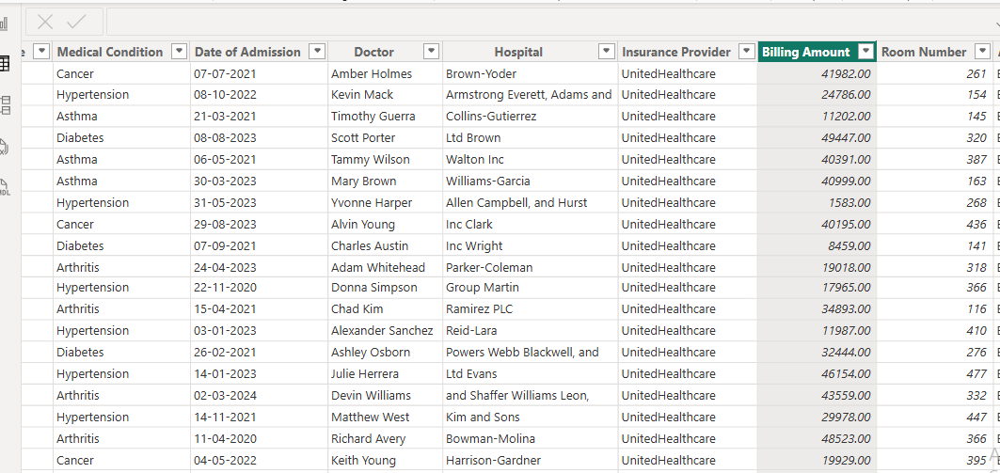 Medical Condition Date of Admission Doctor Hospital Insurance Provider Billing Amount Room Number
Cancer 07-07-2021 Amber Holmes Brown-Yoder UnitedHealthcare 41982.00 261
Hypertension 08-10-2022 Kevin Mack Armstrong Everett, Adams and UnitedHealthcare 24786.00 154
Asthma 21-03-2021 Timothy Guerra Collins-Gutierrez UnitedHealthcare 11202.00 145
Diabetes 08-08-2023 Scott Porter Ltd Brown UnitedHealthcare 49447.00 320
Asthma 06-05-2021 Tammy Wilson Walton Inc UnitedHealthcare 40391.00 387
Asthma 30-03-2023 Mary Brown Williams-Garcia UnitedHealthcare 40999.00 163
Hypertension 31-05-2023 Yvonne Harper Allen Campbell, and Hurst UnitedHealthcare 1583.00 268
Cancer 29-08-2023 Alvin Young Inc Clark UnitedHealthcare 40195.00 436
Diabetes 07-09-2021 Charles Austin Inc Wright UnitedHealthcare 8459.00 141
Arthritis 24-04-2023 Adam Whitehead Parker-Coleman UnitedHealthcare 19018.00 318
Hypertension 22-11-2020 Donna Simpson Group Martin UnitedHealthcare 17965.00 366
Arthritis 15-04-2021 Chad Kim Ramirez PLC UnitedHealthcare 34893.00 116
Hypertension 03-01-2023 Alexander Sanchez Reid-Lara UnitedHealthcare 11987.00 410
Diabetes 26-02-2021 Ashley Osborn Powers Webb Blackwell, and UnitedHealthcare 32444.00 276
Hypertension 14-01-2023 Julie Herrera Ltd Evans UnitedHealthcare 46154.00 477
Arthritis 02-03-2024 Devin Williams and Shaffer Williams Leon, UnitedHealthcare 43559.00 332
Hypertension 14-11-2021 Matthew West Kim and Sons UnitedHealthcare 29978.00 447
Arthritis 11-04-2020 Richard Avery Bowman-Molina UnitedHealthcare 48523.00 366
Cancer 04-05-2022 Keith Young Harrison-Gardner UnitedHealthcare 19929.00 395